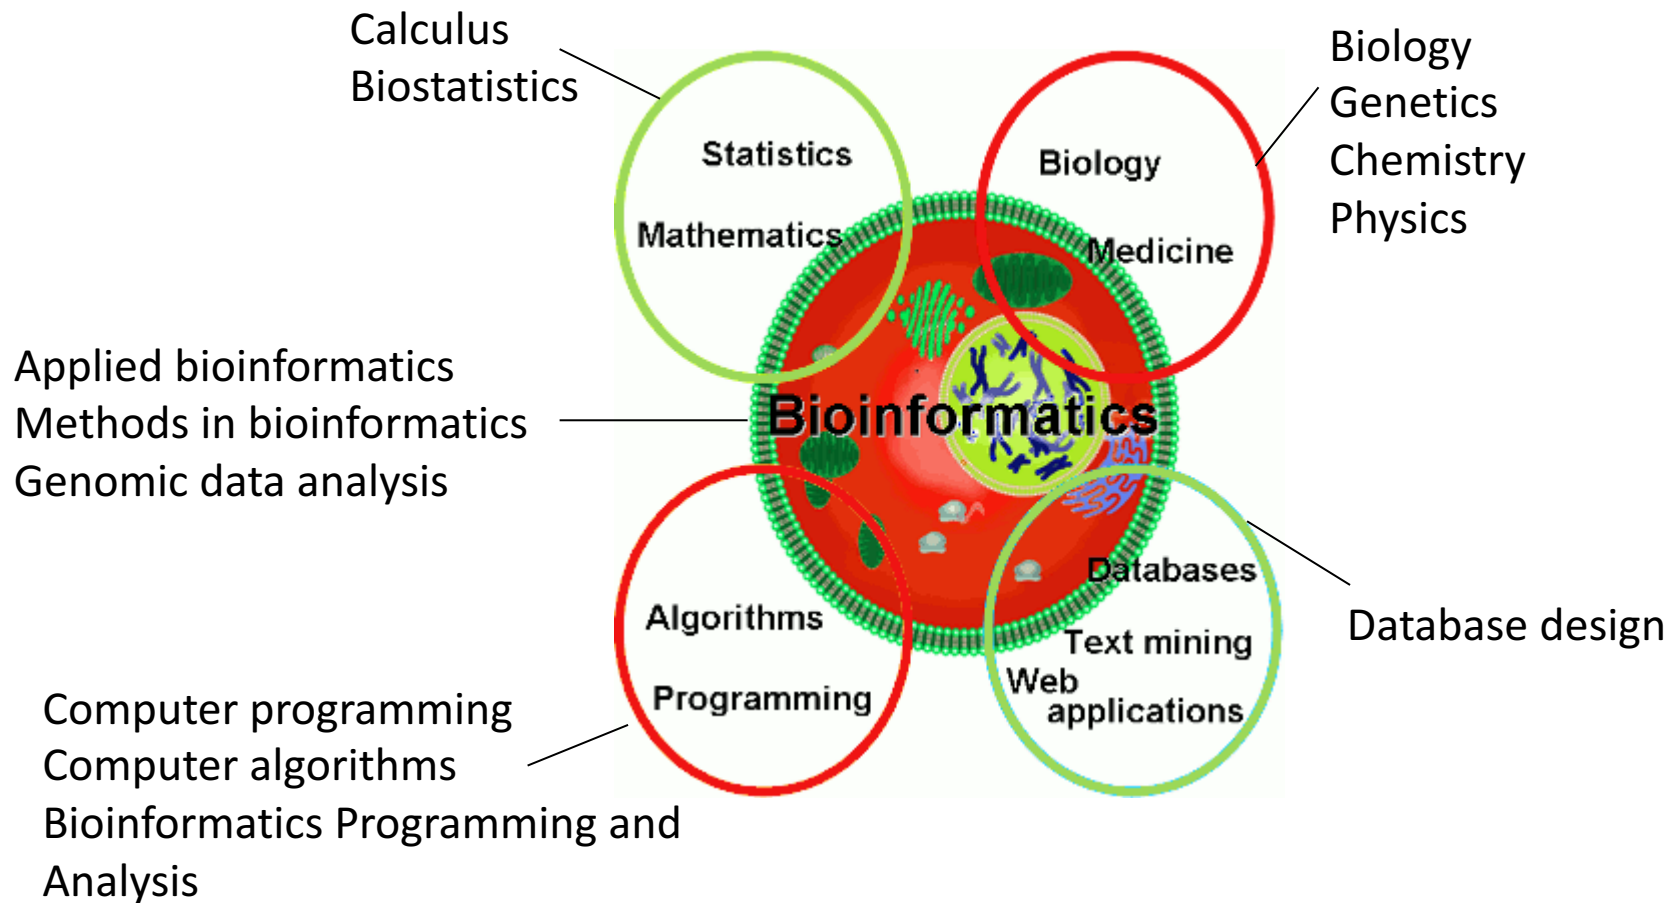 Calculus
Biostatistics
Biology
Genetics
Chemistry
Physics
Statistics
Mathematics
Biology
Medicine
Applied bioinformatics
Methods in bioinformatics
Genomic data analysis
Bioinformatics
Algorithms
Programming
Databases
Text mining
Web
applications
Database design
Computer programming
Computer algorithms
Bioinformatics Programming and
Analysis